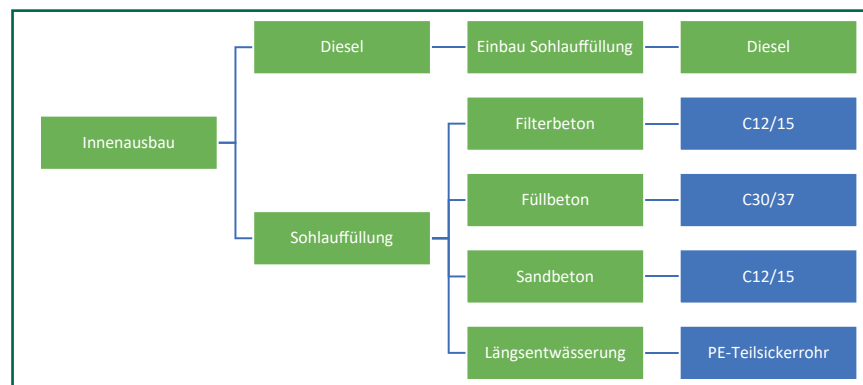 Diesel
Einbau Sohlauffüllung
Diesel
Innenausbau
Filterbeton
C12/15
Füllbeton
C30/37
Sohlauffüllung
Sandbeton
C12/15
Längsentwässerung
PE-Teilsickerrohr